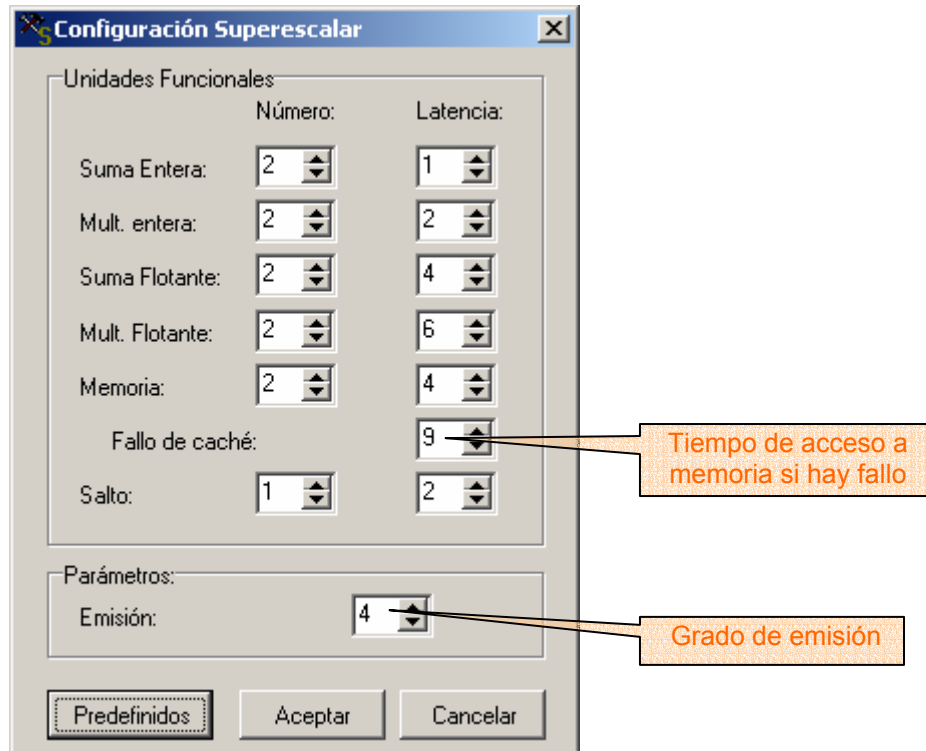 Configuración Superescalar
Unidades Funcionales
Número: Latencia:
Suma Entera: 2 1
Mult. entera: 2 2
Suma Flotante: 2 4
Mult. Flotante: 2 6
Memoria: 2 4
Fallo de caché: 9
Tiempo de acceso a
memoria si hay fallo
Salto: 1 2
Parámetros:
Emisión: 4
Grado de emisión
Predefinidos Aceptar Cancelar